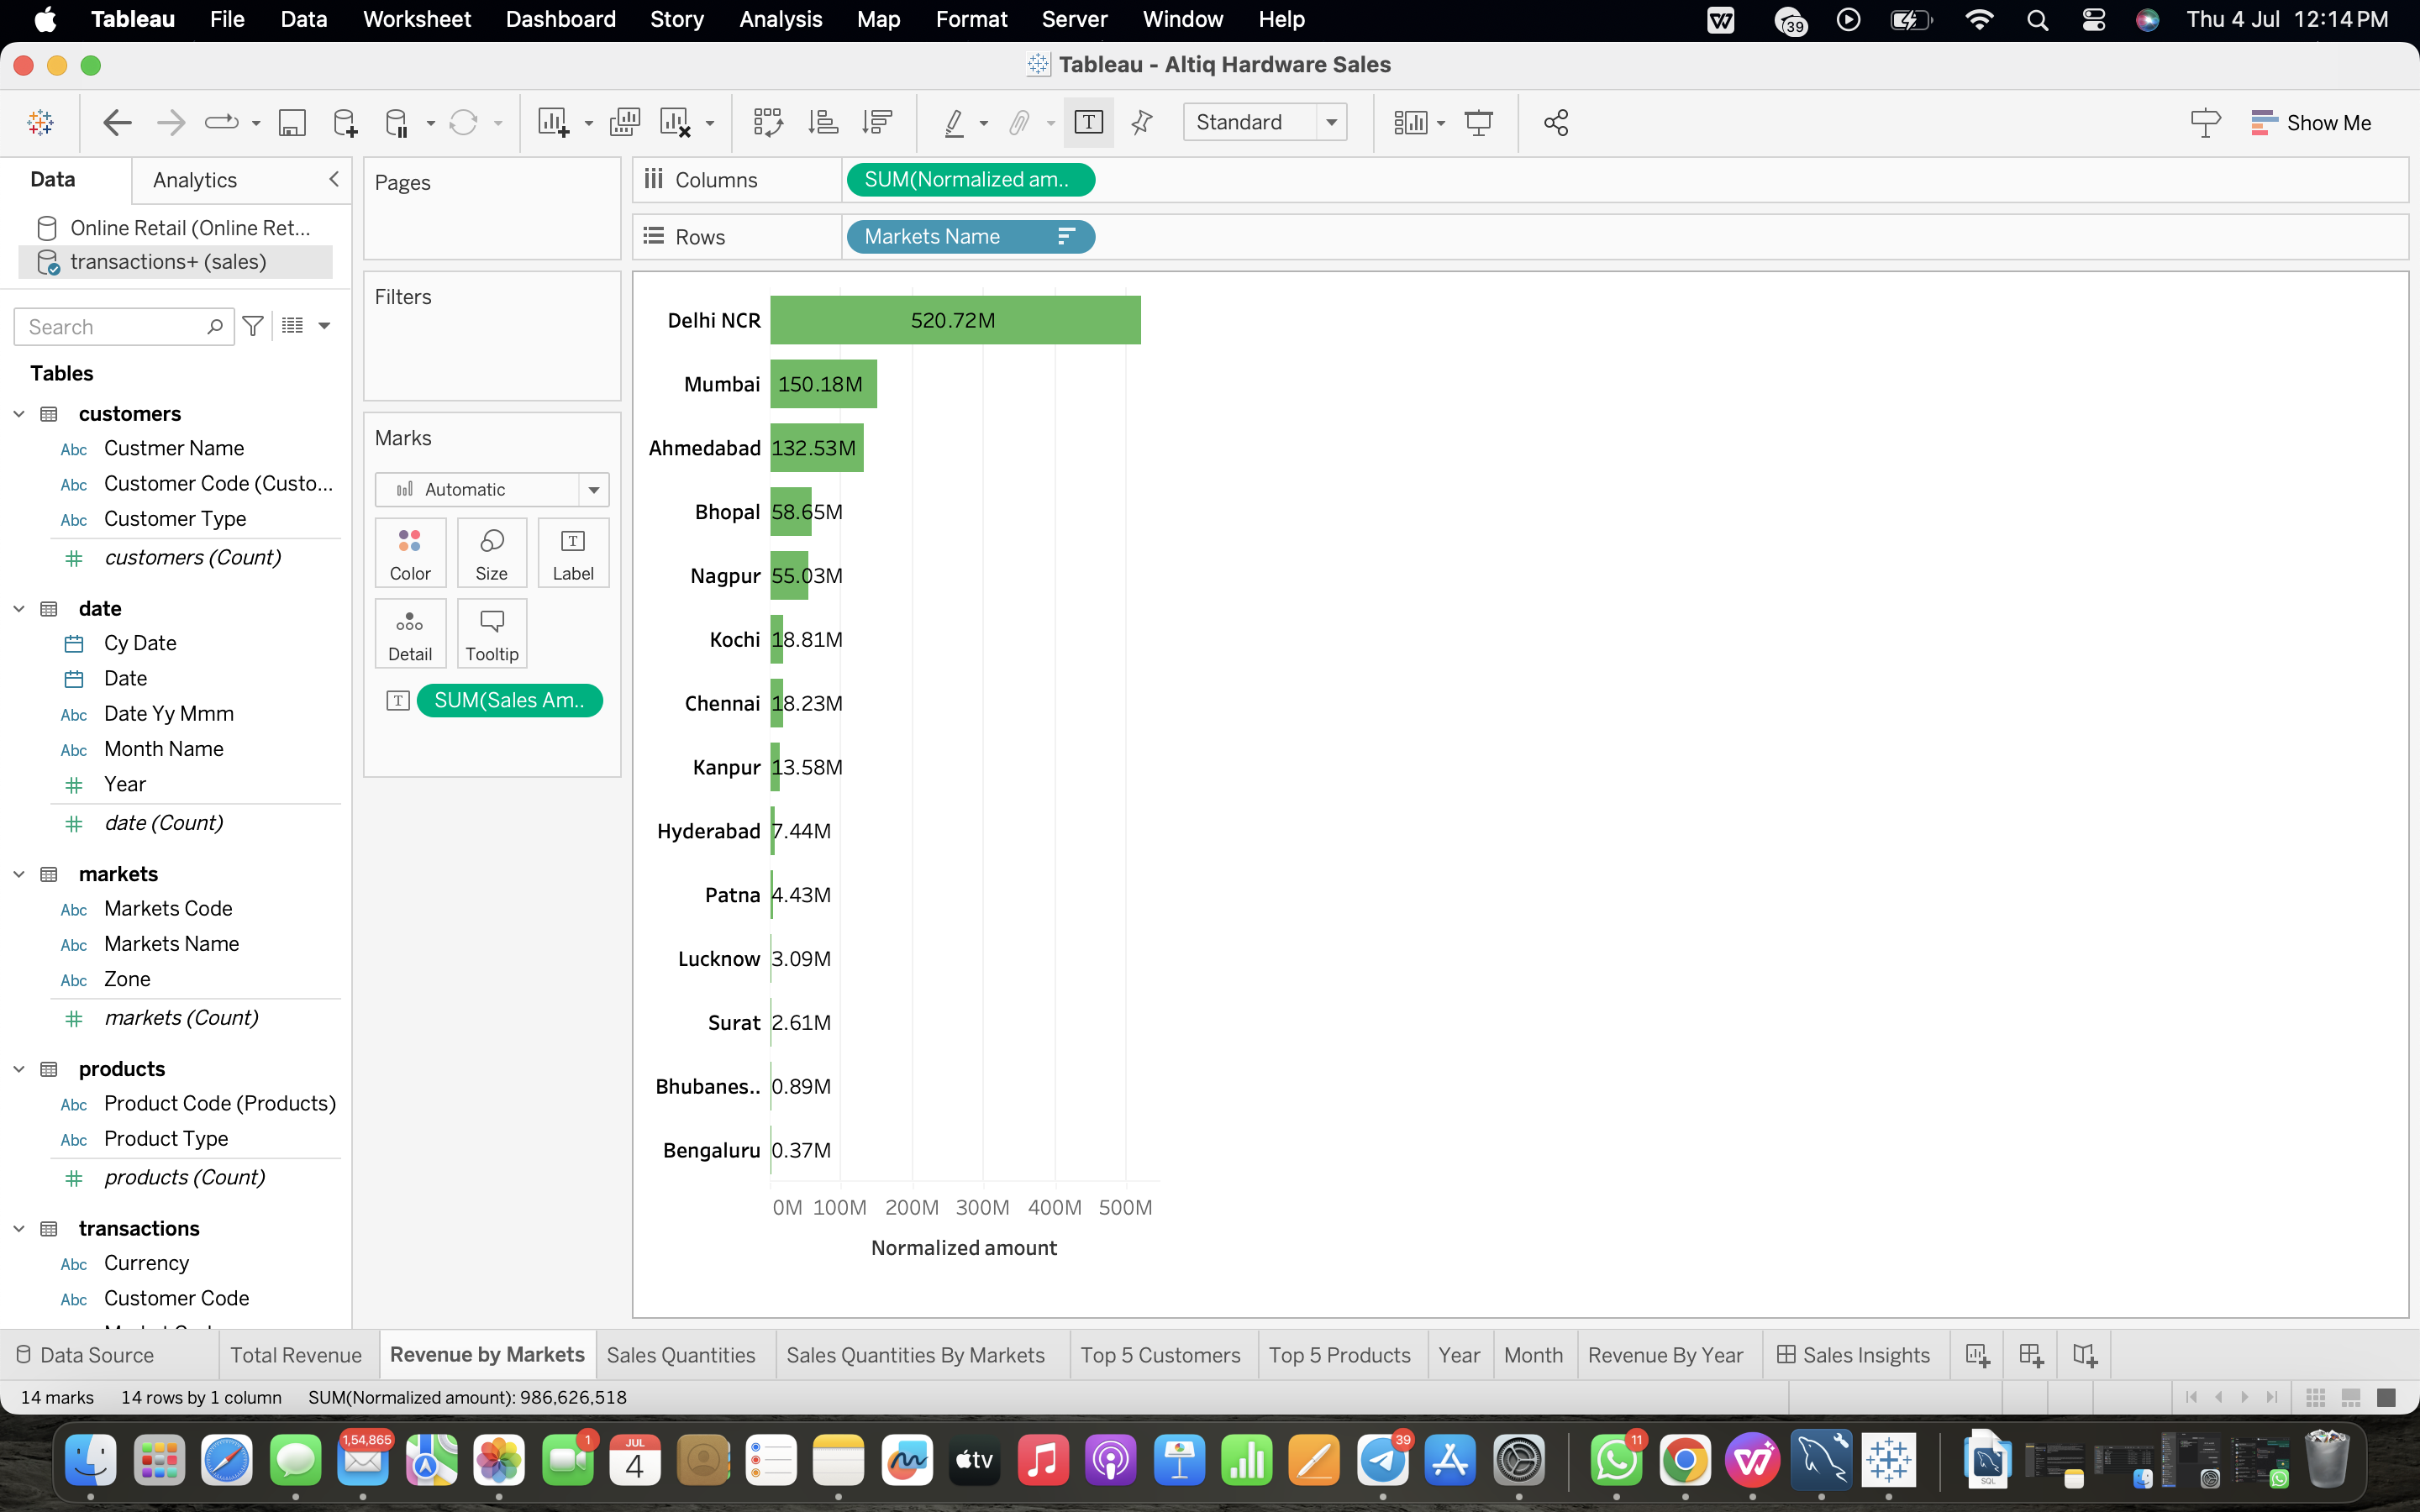 Tableau File Data Worksheet Dashboard Story Analysis Map Format Server Window Help 39 Thu 4 Jul 12:14 PM
Tableau - Altiq Hardware Sales
Standard
Show Me
Data Analytics
Online Retail (Online Ret...
transactions+ (sales)
Search
Tables
customers
Abc Custmer Name
Abc Customer Code (Custo...
Abc Customer Type
customers (Count)
date
Cy Date
Date
Abc Date Yy Mmm
Abc Month Name
Year
date (Count)
markets
Abc Markets Code
Abc Markets Name
Abc Zone
markets (Count)
products
Abc Product Code (Products)
Abc Product Type
products (Count)
transactions
Abc Currency
Abc Customer Code
Pages
Filters
Marks
Automatic
Color Size Label
Detail Tooltip
SUM(Sales Am..
Columns SUM(Normalized am..
Rows Markets Name
Delhi NCR 520.72M
Mumbai 150.18M
Ahmedabad 132.53M
Bhopal 58.65M
Nagpur 55.03M
Kochi 18.81M
Chennai 18.23M
Kanpur 13.58M
Hyderabad 7.44M
Patna 4.43M
Lucknow 3.09M
Surat 2.61M
Bhubanes.. 0.89M
Bengaluru 0.37M
0M 100M 200M 300M 400M 500M
Normalized amount
Data Source Total Revenue Revenue by Markets Sales Quantities Sales Quantities By Markets Top 5 Customers Top 5 Products Year Month Revenue By Year Sales Insights
14 marks 14 rows by 1 column SUM(Normalized amount): 986,626,518
1,54,865 1 JUL 4 tv 39 11 SQL